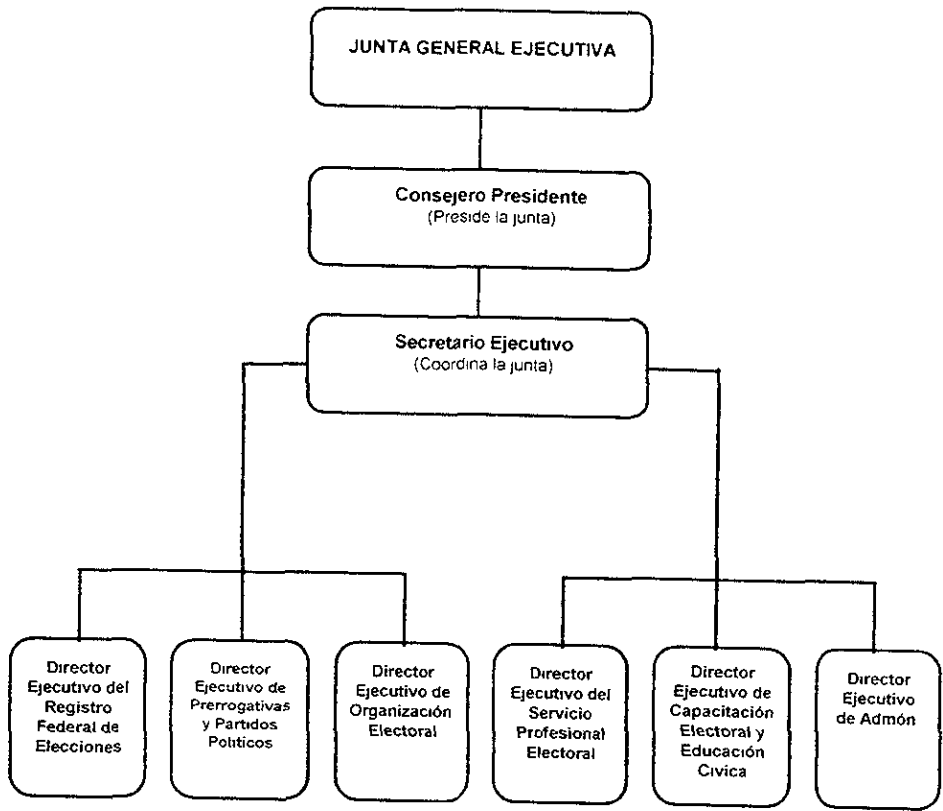 JUNTA GENERAL EJECUTIVA
Consejero Presidente
(Preside la junta)
Secretario Ejecutivo
(Coordina la junta)
Director
Ejecutivo del
Registro
Federal de
Elecciones
Director
Ejecutivo de
Prerrogativas
y Partidos
Políticos
Director
Ejecutivo de
Organización
Electoral
Director
Ejecutivo del
Servicio
Profesional
Electoral
Director
Ejecutivo de
Capacitación
Electoral y
Educación
Cívica
Director
Ejecutivo
de Admón